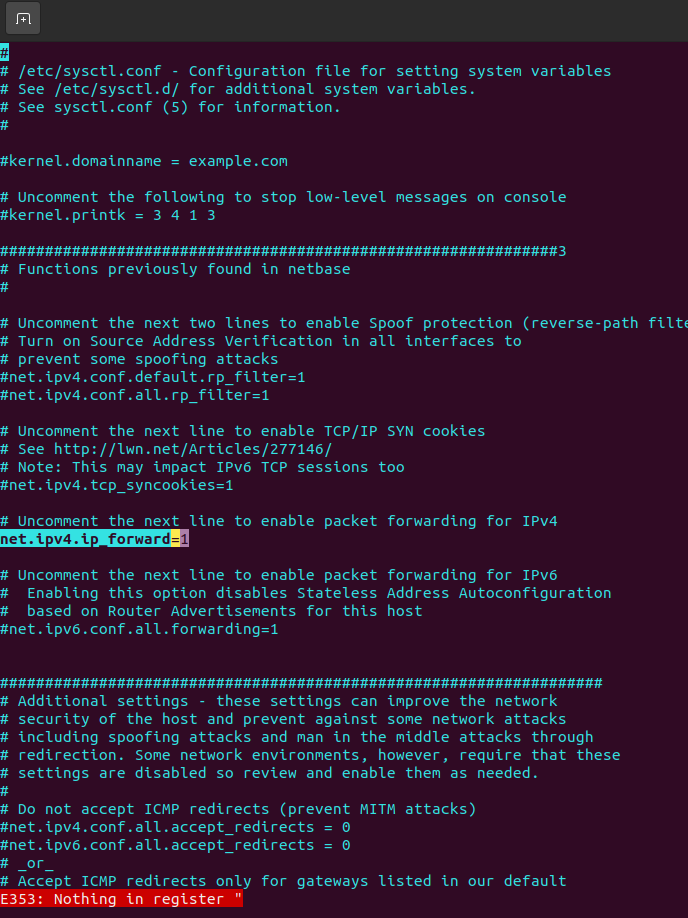 #
# /etc/sysctl.conf - Configuration file for setting system variables
# See /etc/sysctl.d/ for additional system variables.
# See sysctl.conf (5) for information.
#
#kernel.domainname = example.com
# Uncomment the following to stop low-level messages on console
#kernel.printk = 3 4 1 3
##############################################################3
# Functions previously found in netbase
#
# Uncomment the next two lines to enable Spoof protection (reverse-path filte
# Turn on Source Address Verification in all interfaces to
# prevent some spoofing attacks
#net.ipv4.conf.default.rp_filter=1
#net.ipv4.conf.all.rp_filter=1
# Uncomment the next line to enable TCP/IP SYN cookies
# See http://lwn.net/Articles/277146/
# Note: This may impact IPv6 TCP sessions too
#net.ipv4.tcp_syncookies=1
# Uncomment the next line to enable packet forwarding for IPv4
net.ipv4.ip_forward=1
# Uncomment the next line to enable packet forwarding for IPv6
#  Enabling this option disables Stateless Address Autoconfiguration
#  based on Router Advertisements for this host
#net.ipv6.conf.all.forwarding=1
###################################################################
# Additional settings - these settings can improve the network
# security of the host and prevent against some network attacks
# including spoofing attacks and man in the middle attacks through
# redirection. Some network environments, however, require that these
# settings are disabled so review and enable them as needed.
#
# Do not accept ICMP redirects (prevent MITM attacks)
#net.ipv4.conf.all.accept_redirects = 0
#net.ipv6.conf.all.accept_redirects = 0
# _or_
# Accept ICMP redirects only for gateways listed in our default
E353: Nothing in register "